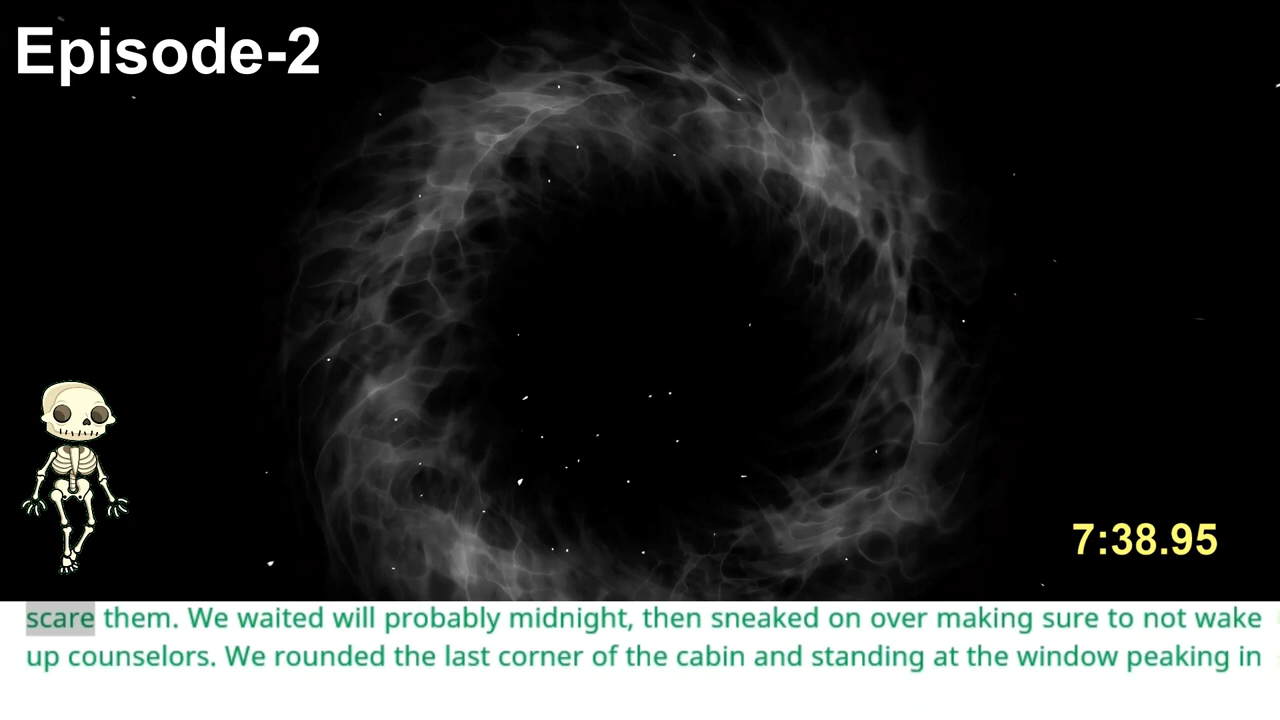 Episode-2
7:38.95
scare them. We waited will probably midnight, then sneaked on over making sure to not wake
up counselors. We rounded the last corner of the cabin and standing at the window peaking in